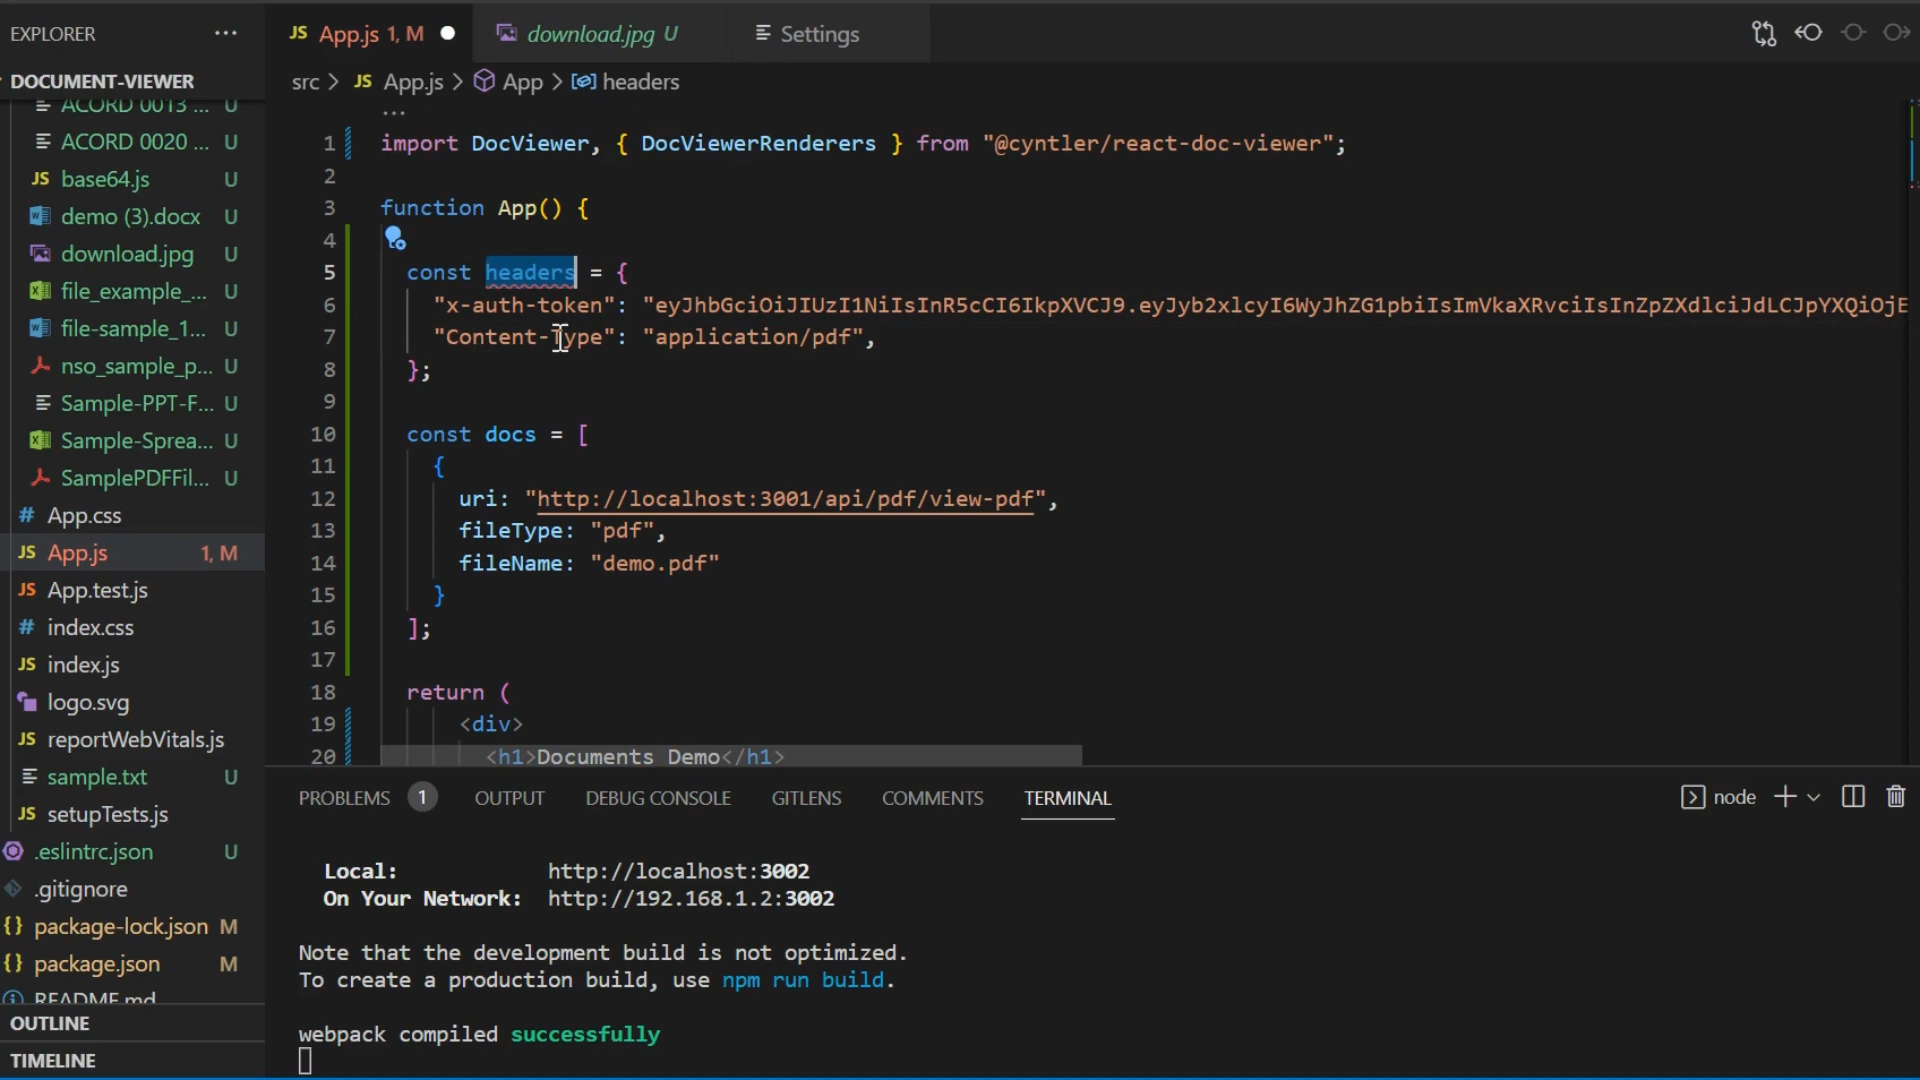 EXPLORER ···
JS App.js 1, M
download.jpg U
Settings
DOCUMENT-VIEWER
src > JS App.js > App > headers
ACORD 0013 ... U
ACORD 0020 ... U
JS base64.js U
demo (3).docx U
download.jpg U
file_example_... U
file-sample_1... U
nso_sample_p... U
Sample-PPT-F... U
Sample-Sprea... U
SamplePDFFil... U
# App.css
JS App.js 1, M
JS App.test.js
# index.css
JS index.js
logo.svg
JS reportWebVitals.js
sample.txt U
JS setupTests.js
.eslintrc.json U
.gitignore
{} package-lock.json M
{} package.json M
README.md
OUTLINE
TIMELINE
...
1 import DocViewer, { DocViewerRenderers } from "@cyntler/react-doc-viewer";
2
3 function App() {
4
5 const headers = {
6 "x-auth-token": "eyJhbGciOiJIUzI1NiIsInR5cCI6IkpXVCJ9.eyJyb2xlcyI6WyJhZG1pbiIsImVkaXRvciIsInZpZXdlciJdLCJpYXQiOjE
7 "Content-Type": "application/pdf",
8 };
9
10 const docs = [
11 {
12 uri: "http://localhost:3001/api/pdf/view-pdf",
13 fileType: "pdf",
14 fileName: "demo.pdf"
15 }
16 ];
17
18 return (
19 <div>
20 <h1>Documents Demo</h1>
PROBLEMS 1 OUTPUT DEBUG CONSOLE GITLENS COMMENTS TERMINAL
node
Local: http://localhost:3002
On Your Network: http://192.168.1.2:3002
Note that the development build is not optimized.
To create a production build, use npm run build.
webpack compiled successfully